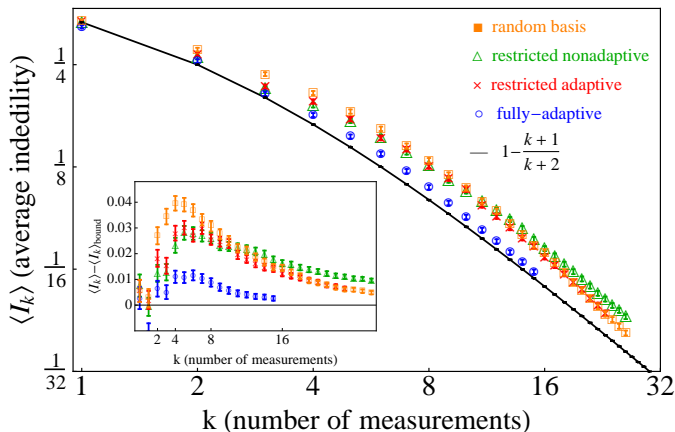 ⟨I_k⟩ (average indedility)
1/4
1/8
1/16
1/32
random basis
restricted nonadaptive
restricted adaptive
fully-adaptive
1 - (k+1)/(k+2)
⟨I_k⟩-⟨I_k⟩bound
0.04
0.03
0.02
0.01
0
2 4 8 16
k (number of measurements)
1 2 4 8 16 32
k (number of measurements)